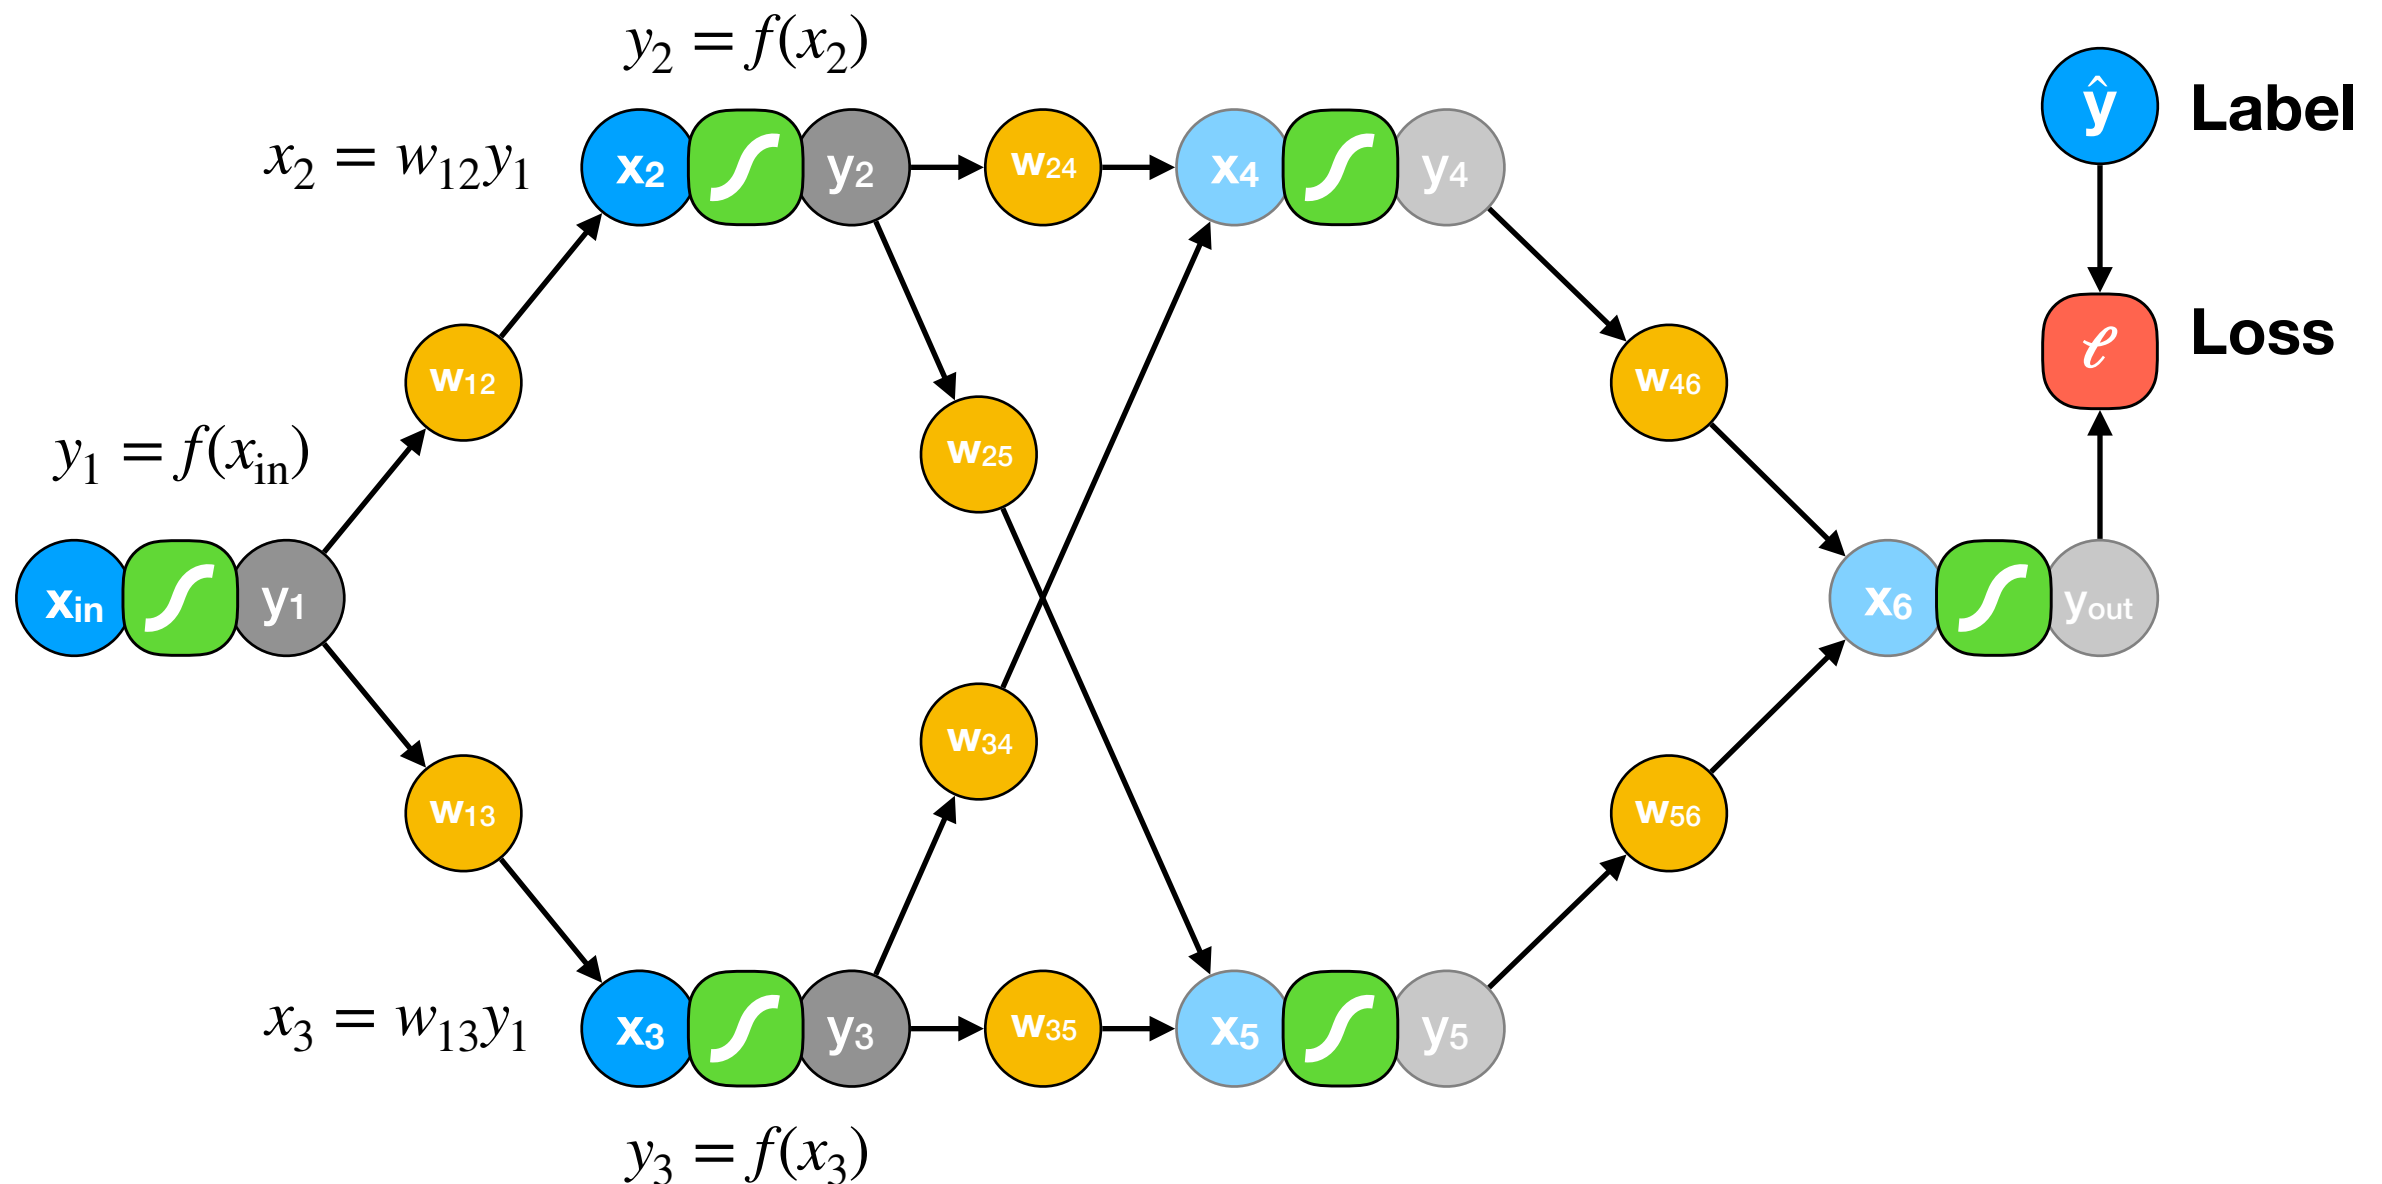 y₂ = f(x₂)
ŷ Label
x₂ = w₁₂y₁
x₂ y₂ w₂₄ x₄ y₄
ℓ Loss
w₁₂ w₄₆
y₁ = f(xᵢₙ)
w₂₅
xᵢₙ y₁ x₆ yₒᵤₜ
w₃₄
w₁₃ w₅₆
x₃ = w₁₃y₁
x₃ y₃ w₃₅ x₅ y₅
y₃ = f(x₃)